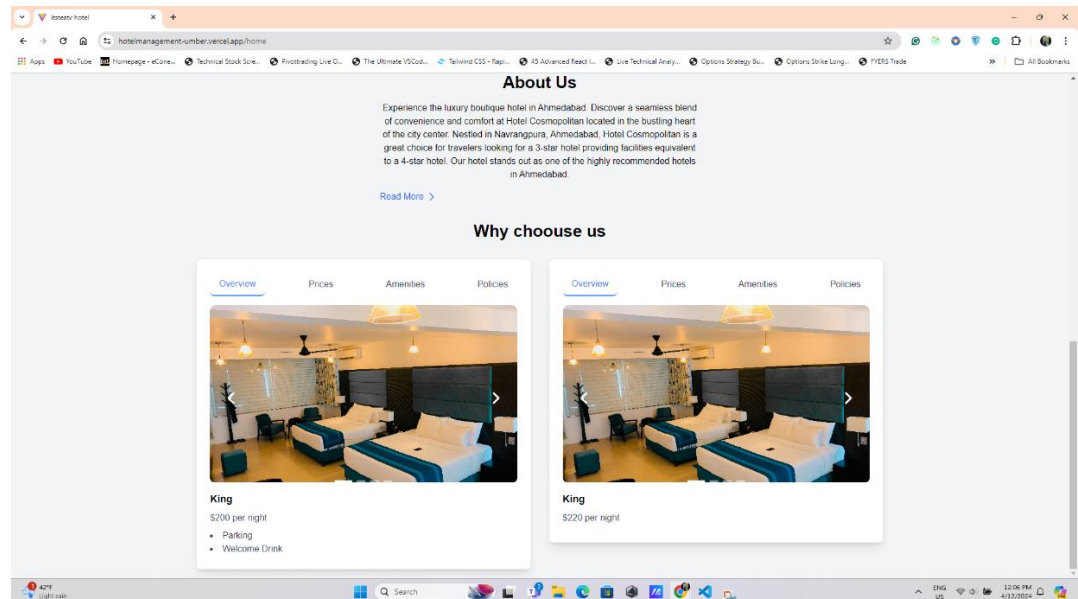 itsteatv hotel
hotelmanagement-umber.vercel.app/home
Apps YouTube Homepage - eCone... Technical Stock Scre... Pivottrading Live O... The Ultimate VSCod... Tailwind CSS - Rapi... 45 Advanced React I... Live Technical Analy... Options Strategy Bu... Options Strike Long... FYERS Trade » All Bookmarks
About Us
Experience the luxury boutique hotel in Ahmedabad. Discover a seamless blend
of convenience and comfort at Hotel Cosmopolitan located in the bustling heart
of the city center. Nestled in Navrangpura, Ahmedabad, Hotel Cosmopolitan is a
great choice for travelers looking for a 3-star hotel providing facilities equivalent
to a 4-star hotel. Our hotel stands out as one of the highly recommended hotels
in Ahmedabad.
Read More >
Why choouse us
Overview Prices Amenities Policies
King
$200 per night
• Parking
• Welcome Drink
Overview Prices Amenities Policies
King
$220 per night
1
42°F
Light rain
Search
ENG
US
12:06 PM
4/12/2024